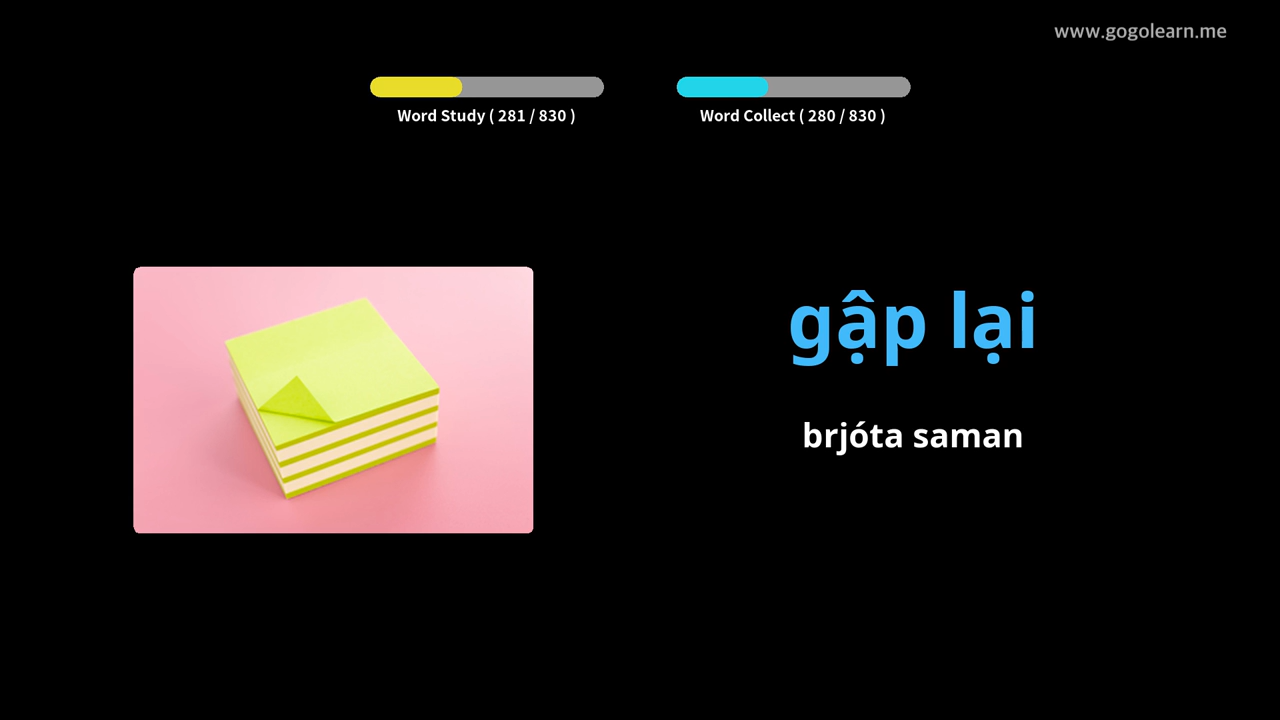 www.gogolearn.me
Word Study ( 281 / 830 )
Word Collect ( 280 / 830 )
gập lại
brjóta saman